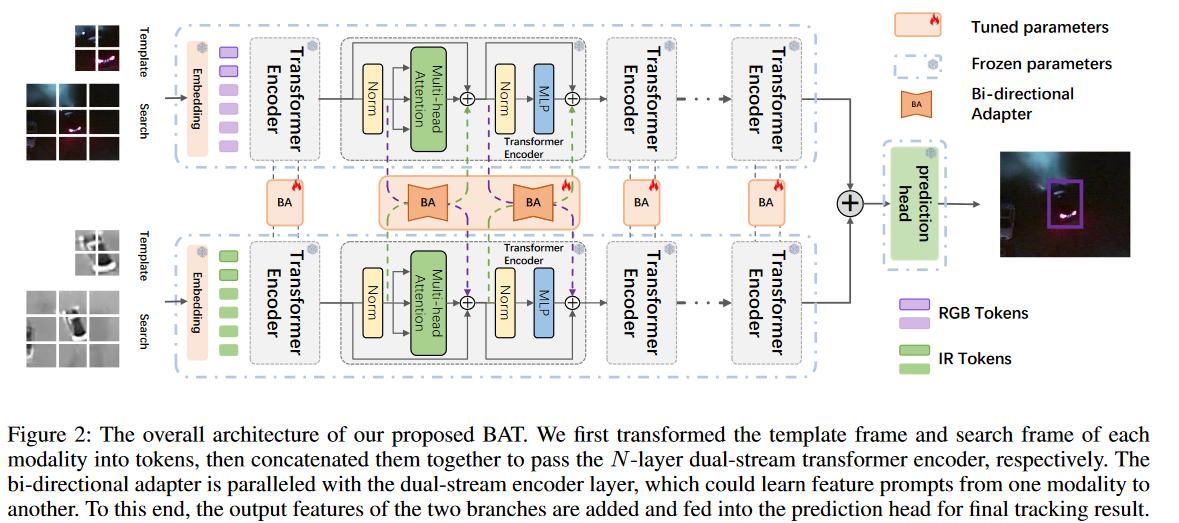 Template
Search
Embedding
Transformer
Encoder
Norm
Multi-head
Attention
Norm
MLP
Transformer
Encoder
Transformer
Encoder
Transformer
Encoder
BA
BA
BA
BA
BA
Template
Search
Embedding
Transformer
Encoder
Norm
Multi-head
Attention
Transformer
Encoder
Norm
MLP
Transformer
Encoder
Transformer
Encoder
prediction
head
Tuned parameters
Frozen parameters
BA
Bi-directional
Adapter
RGB Tokens
IR Tokens
Figure 2: The overall architecture of our proposed BAT. We first transformed the template frame and search frame of each
modality into tokens, then concatenated them together to pass the N-layer dual-stream transformer encoder, respectively. The
bi-directional adapter is paralleled with the dual-stream encoder layer, which could learn feature prompts from one modality to
another. To this end, the output features of the two branches are added and fed into the prediction head for final tracking result.